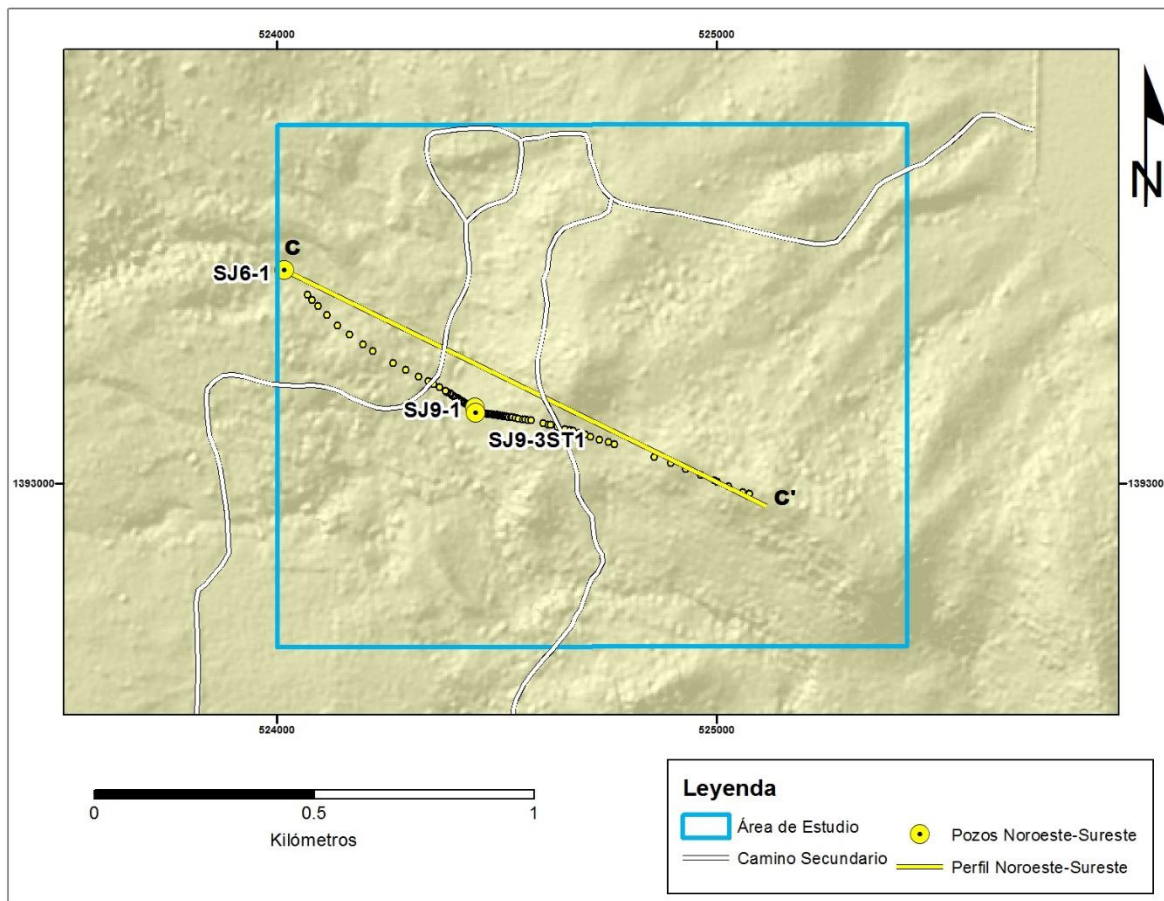 524000 525000
N
C
SJ6-1
SJ9-1
SJ9-3ST1
C'
1393000 1393000
524000 525000
0 0.5 1
Kilómetros
Leyenda
Área de Estudio
Camino Secundario
Pozos Noroeste-Sureste
Perfil Noroeste-Sureste